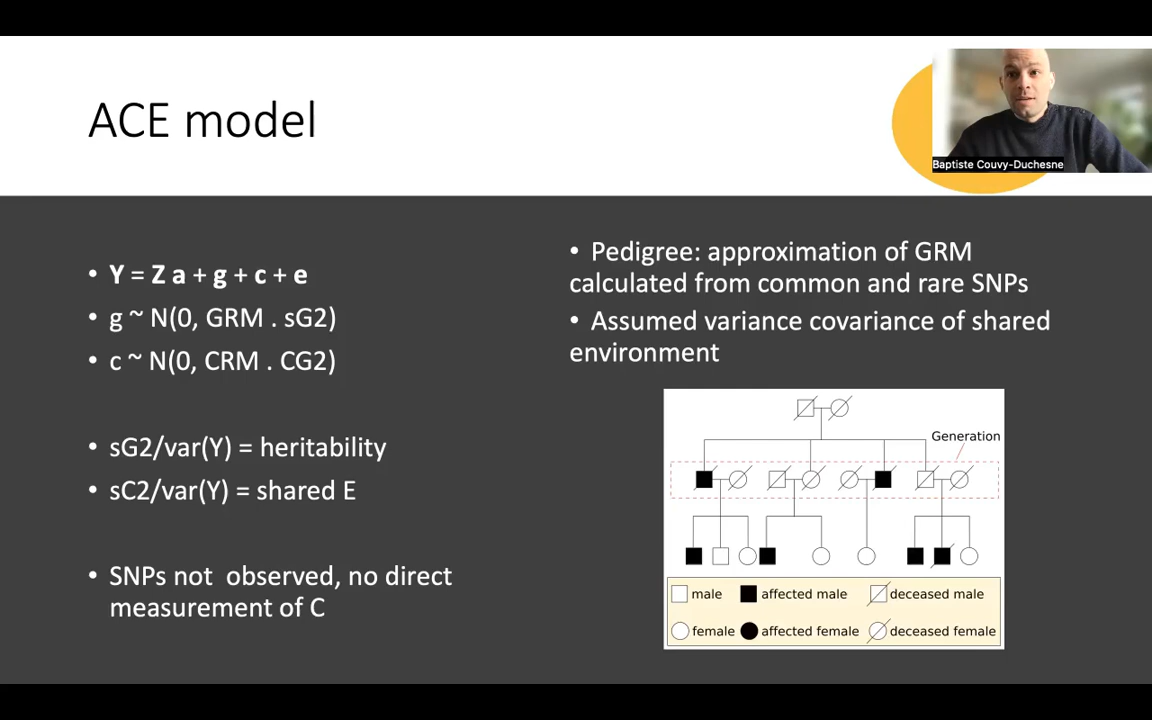 ACE model
Baptiste Couvy-Duchesne
• Y = Z a + g + c + e
• g ~ N(0, GRM . sG2)
• c ~ N(0, CRM . CG2)
• sG2/var(Y) = heritability
• sC2/var(Y) = shared E
• SNPs not observed, no direct
measurement of C
• Pedigree: approximation of GRM
calculated from common and rare SNPs
• Assumed variance covariance of shared
environment
Generation
male affected male deceased male
female affected female deceased female